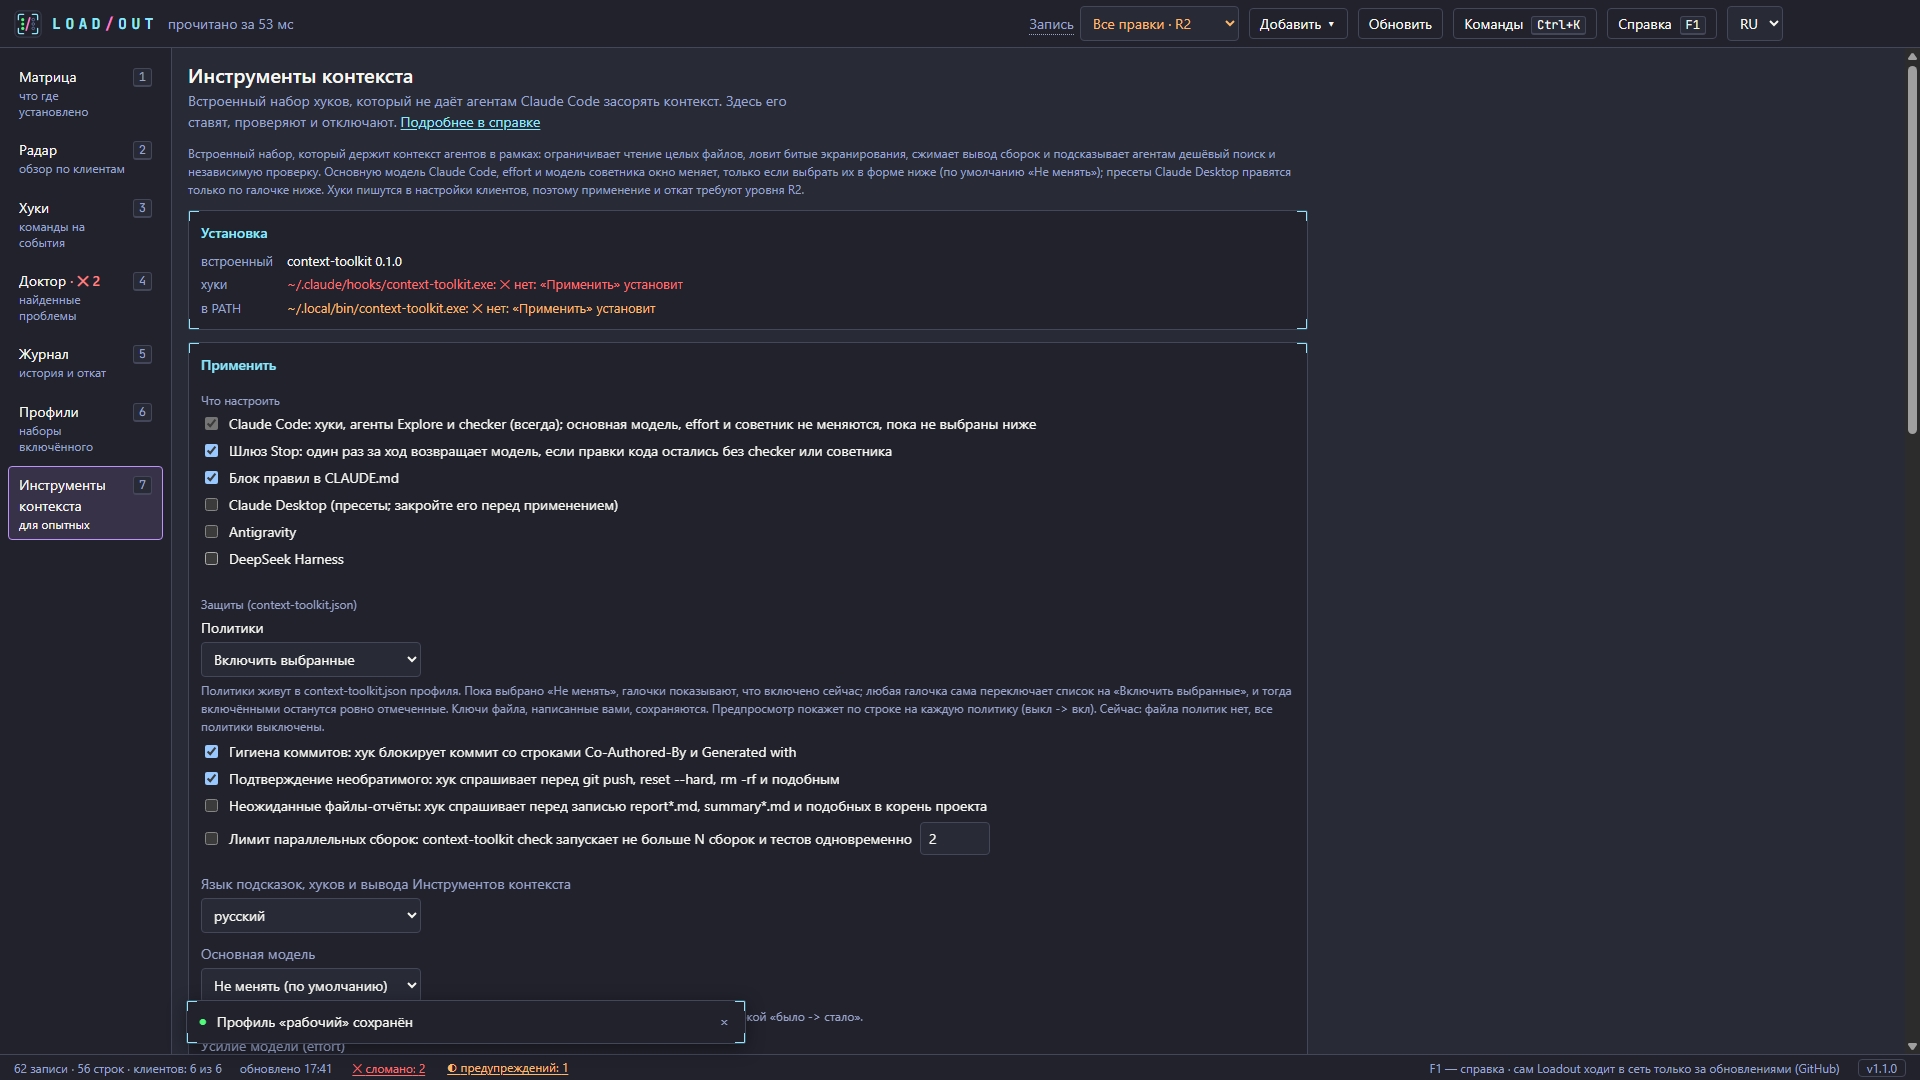 LOAD/OUT прочитано за 53 мс
Запись Все правки · R2 Добавить ▾ Обновить Команды Ctrl+K Справка F1 RU
Матрица 1
что где
установлено
Радар 2
обзор по клиентам
Хуки 3
команды на
события
Доктор · ✕ 2 4
найденные
проблемы
Журнал 5
история и откат
Профили 6
наборы
включённого
Инструменты 7
контекста
для опытных
Инструменты контекста
Встроенный набор хуков, который не даёт агентам Claude Code засорять контекст. Здесь его
ставят, проверяют и отключают. Подробнее в справке
Встроенный набор, который держит контекст агентов в рамках: ограничивает чтение целых файлов, ловит битые экранирования, сжимает вывод сборок и подсказывает агентам дешёвый поиск и
независимую проверку. Основную модель Claude Code, effort и модель советника окно меняет, только если выбрать их в форме ниже (по умолчанию «Не менять»); пресеты Claude Desktop правятся
только по галочке ниже. Хуки пишутся в настройки клиентов, поэтому применение и откат требуют уровня R2.
Установка
встроенный context-toolkit 0.1.0
хуки ~/.claude/hooks/context-toolkit.exe: ✕ нет: «Применить» установит
в PATH ~/.local/bin/context-toolkit.exe: ✕ нет: «Применить» установит
Применить
Что настроить
Claude Code: хуки, агенты Explore и checker (всегда); основная модель, effort и советник не меняются, пока не выбраны ниже
Шлюз Stop: один раз за ход возвращает модель, если правки кода остались без checker или советника
Блок правил в CLAUDE.md
Claude Desktop (пресеты; закройте его перед применением)
Antigravity
DeepSeek Harness
Защиты (context-toolkit.json)
Политики
Включить выбранные
Политики живут в context-toolkit.json профиля. Пока выбрано «Не менять», галочки показывают, что включено сейчас; любая галочка сама переключает список на «Включить выбранные», и тогда
включёнными останутся ровно отмеченные. Ключи файла, написанные вами, сохраняются. Предпросмотр покажет по строке на каждую политику (выкл -> вкл). Сейчас: файла политик нет, все
политики выключены.
Гигиена коммитов: хук блокирует коммит со строками Co-Authored-By и Generated with
Подтверждение необратимого: хук спрашивает перед git push, reset --hard, rm -rf и подобным
Неожиданные файлы-отчёты: хук спрашивает перед записью report*.md, summary*.md и подобных в корень проекта
Лимит параллельных сборок: context-toolkit check запускает не больше N сборок и тестов одновременно 2
Язык подсказок, хуков и вывода Инструментов контекста
русский
Основная модель
Не менять (по умолчанию)
кой «было -> стало».
Профиль «рабочий» сохранён ×
Усилие модели (effort)
62 записи · 56 строк · клиентов: 6 из 6 обновлено 17:41 ✕ сломано: 2 ◐ предупреждений: 1
F1 — справка · сам Loadout ходит в сеть только за обновлениями (GitHub) v1.1.0